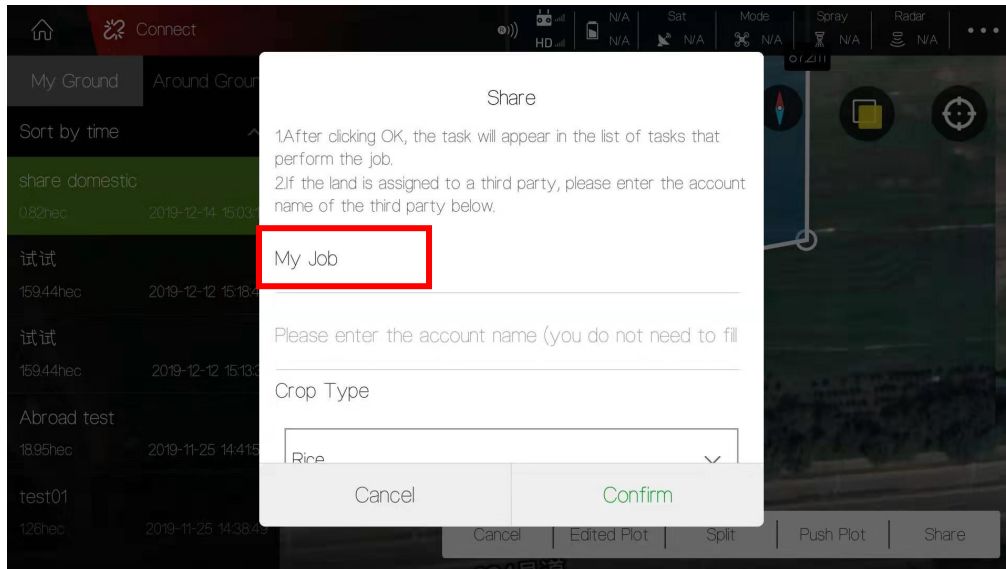 Connect
HD
N/A
N/A
Sat
N/A
Mode
N/A
Spray
N/A
Radar
N/A
My Ground
Around Groun
Sort by time
share domestic
0.82hec 2019-12-14 15:03:1
试试
159.44hec 2019-12-12 15:18:4
试试
159.44hec 2019-12-12 15:13:3
Abroad test
18.95hec 2019-11-25 14:41:5
test01
1.26hec 2019-11-25 14:38:49
67.2m
Share
1.After clicking OK, the task will appear in the list of tasks that
perform the job.
2.If the land is assigned to a third party, please enter the account
name of the third party below.
My Job
Please enter the account name (you do not need to fill
Crop Type
Rice
Cancel
Confirm
Cancel
Edited Plot
Split
Push Plot
Share